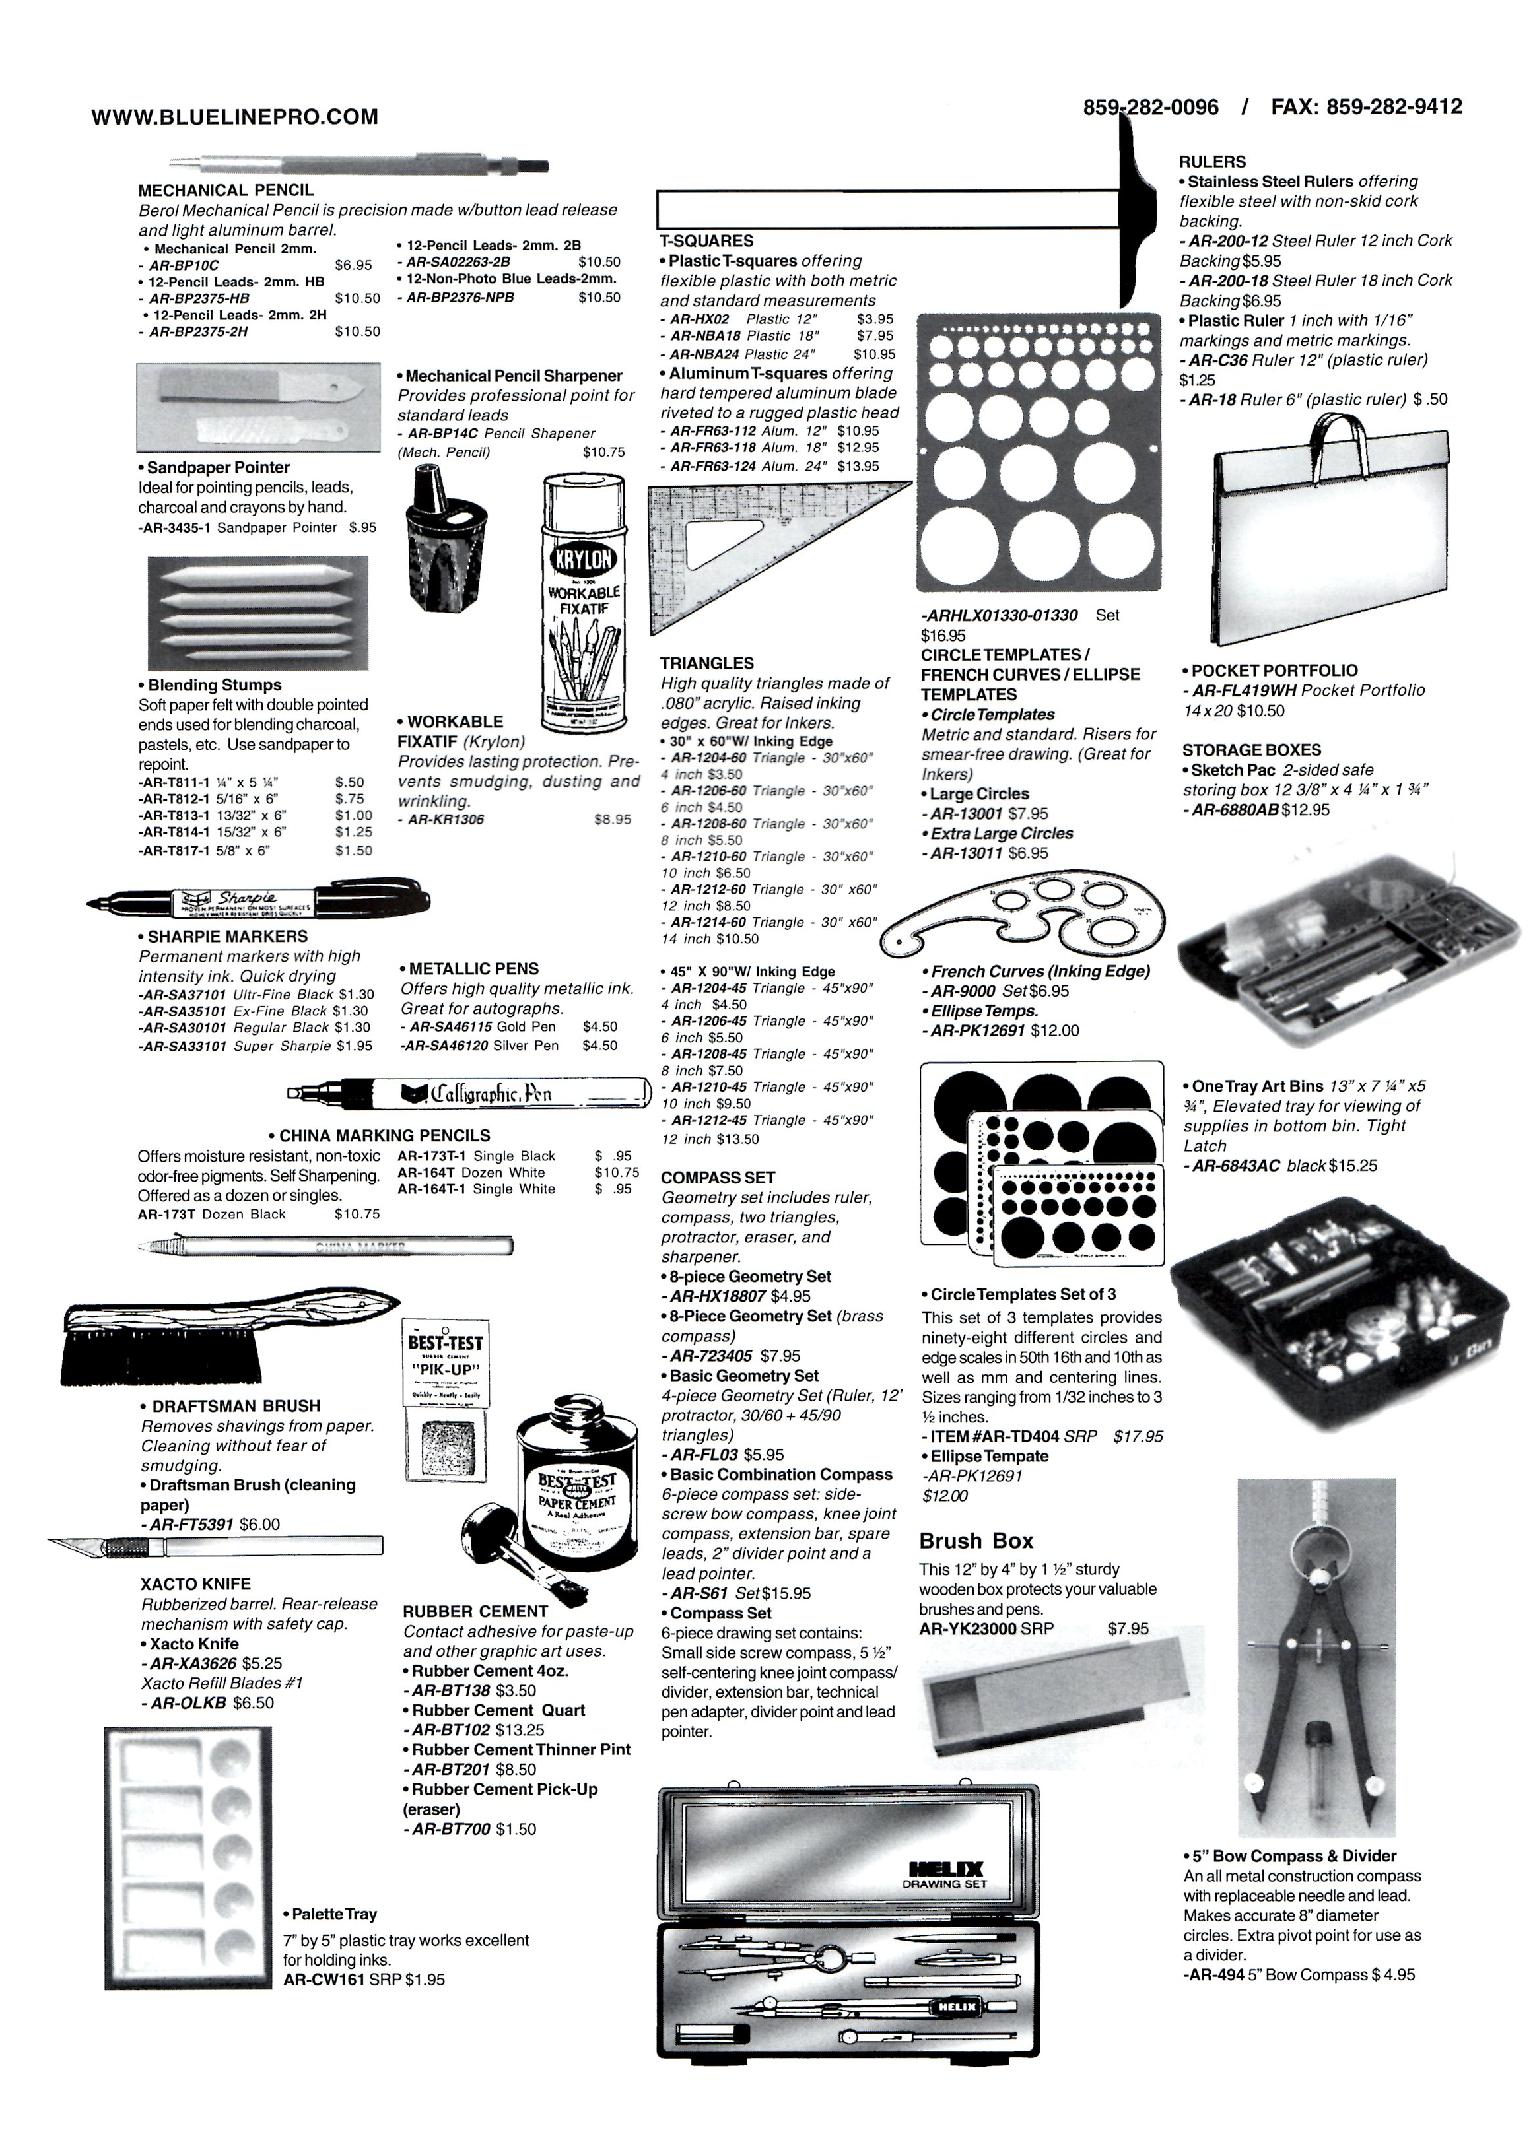 WWW.BLUELINEPRO.COM
859-282-0096 / FAX: 859-282-9412
MECHANICAL PENCIL
Berol Mechanical Pencil is precision made w/button lead release
and light aluminum barrel.
• Mechanical Pencil 2mm.
- AR-BP10C $6.95
• 12-Pencil Leads- 2mm. HB
- AR-BP2375-HB $10.50
• 12-Pencil Leads- 2mm. 2H
- AR-BP2375-2H $10.50
• 12-Pencil Leads- 2mm. 2B
- AR-SA02263-2B $10.50
• 12-Non-Photo Blue Leads-2mm.
- AR-BP2376-NPB $10.50
• Sandpaper Pointer
Ideal for pointing pencils, leads,
charcoal and crayons by hand.
-AR-3435-1 Sandpaper Pointer $.95
• Mechanical Pencil Sharpener
Provides professional point for
standard leads
- AR-BP14C Pencil Shapener
(Mech. Pencil) $10.75
KRYLON
WORKABLE
FIXATIF
• Blending Stumps
Soft paper felt with double pointed
ends used for blending charcoal,
pastels, etc. Use sandpaper to
repoint.
-AR-T811-1 ¼" x 5 ¼" $.50
-AR-T812-1 5/16" x 6" $.75
-AR-T813-1 13/32" x 6" $1.00
-AR-T814-1 15/32" x 6" $1.25
-AR-T817-1 5/8" x 6" $1.50
• WORKABLE
FIXATIF (Krylon)
Provides lasting protection. Pre-
vents smudging, dusting and
wrinkling.
- AR-KR1306 $8.95
Sharpie
• SHARPIE MARKERS
Permanent markers with high
intensity ink. Quick drying
-AR-SA37101 Ultr-Fine Black $1.30
-AR-SA35101 Ex-Fine Black $1.30
-AR-SA30101 Regular Black $1.30
-AR-SA33101 Super Sharpie $1.95
• METALLIC PENS
Offers high quality metallic ink.
Great for autographs.
- AR-SA46115 Gold Pen $4.50
-AR-SA46120 Silver Pen $4.50
Calligraphic Pen
• CHINA MARKING PENCILS
Offers moisture resistant, non-toxic
odor-free pigments. Self Sharpening.
Offered as a dozen or singles.
AR-173T Dozen Black $10.75
AR-173T-1 Single Black $ .95
AR-164T Dozen White $10.75
AR-164T-1 Single White $ .95
CHINA MARKER
• DRAFTSMAN BRUSH
Removes shavings from paper.
Cleaning without fear of
smudging.
• Draftsman Brush (cleaning
paper)
- AR-FT5391 $6.00
BEST-TEST
RUBBER CEMENT
"PIK-UP"
BEST-TEST
PAPER CEMENT
XACTO KNIFE
Rubberized barrel. Rear-release
mechanism with safety cap.
• Xacto Knife
- AR-XA3626 $5.25
Xacto Refill Blades #1
- AR-OLKB $6.50
RUBBER CEMENT
Contact adhesive for paste-up
and other graphic art uses.
• Rubber Cement 4oz.
- AR-BT138 $3.50
• Rubber Cement Quart
- AR-BT102 $13.25
• Rubber Cement Thinner Pint
- AR-BT201 $8.50
• Rubber Cement Pick-Up
(eraser)
- AR-BT700 $1.50
• Palette Tray
7" by 5" plastic tray works excellent
for holding inks.
AR-CW161 SRP $1.95
T-SQUARES
• Plastic T-squares offering
flexible plastic with both metric
and standard measurements
- AR-HX02 Plastic 12" $3.95
- AR-NBA18 Plastic 18" $7.95
- AR-NBA24 Plastic 24" $10.95
• Aluminum T-squares offering
hard tempered aluminum blade
riveted to a rugged plastic head
- AR-FR63-112 Alum. 12" $10.95
- AR-FR63-118 Alum. 18" $12.95
- AR-FR63-124 Alum. 24" $13.95
TRIANGLES
High quality triangles made of
.080" acrylic. Raised inking
edges. Great for Inkers.
• 30" x 60"W/ Inking Edge
- AR-1204-60 Triangle - 30"x60"
4 inch $3.50
- AR-1206-60 Triangle - 30"x60"
6 inch $4.50
- AR-1208-60 Triangle - 30"x60"
8 inch $5.50
- AR-1210-60 Triangle - 30"x60"
10 inch $6.50
- AR-1212-60 Triangle - 30" x60"
12 inch $8.50
- AR-1214-60 Triangle - 30" x60"
14 inch $10.50
• 45" X 90"W/ Inking Edge
- AR-1204-45 Triangle - 45"x90"
4 inch $4.50
- AR-1206-45 Triangle - 45"x90"
6 inch $5.50
- AR-1208-45 Triangle - 45"x90"
8 inch $7.50
- AR-1210-45 Triangle - 45"x90"
10 inch $9.50
- AR-1212-45 Triangle - 45"x90"
12 inch $13.50
COMPASS SET
Geometry set includes ruler,
compass, two triangles,
protractor, eraser, and
sharpener.
• 8-piece Geometry Set
- AR-HX18807 $4.95
• 8-Piece Geometry Set (brass
compass)
- AR-723405 $7.95
• Basic Geometry Set
4-piece Geometry Set (Ruler, 12'
protractor, 30/60 + 45/90
triangles)
- AR-FL03 $5.95
• Basic Combination Compass
6-piece compass set: side-
screw bow compass, knee joint
compass, extension bar, spare
leads, 2" divider point and a
lead pointer.
- AR-S61 Set $15.95
• Compass Set
6-piece drawing set contains:
Small side screw compass, 5 ½"
self-centering knee joint compass/
divider, extension bar, technical
pen adapter, divider point and lead
pointer.
HELIX
DRAWING SET
HELIX
-ARHLX01330-01330 Set
$16.95
CIRCLE TEMPLATES /
FRENCH CURVES / ELLIPSE
TEMPLATES
• Circle Templates
Metric and standard. Risers for
smear-free drawing. (Great for
Inkers)
• Large Circles
- AR-13001 $7.95
• Extra Large Circles
- AR-13011 $6.95
• French Curves (Inking Edge)
- AR-9000 Set $6.95
• Ellipse Temps.
- AR-PK12691 $12.00
• Circle Templates Set of 3
This set of 3 templates provides
ninety-eight different circles and
edge scales in 50th 16th and 10th as
well as mm and centering lines.
Sizes ranging from 1/32 inches to 3
½ inches.
- ITEM #AR-TD404 SRP $17.95
• Ellipse Tempate
-AR-PK12691
$12.00
Brush Box
This 12" by 4" by 1 ½" sturdy
wooden box protects your valuable
brushes and pens.
AR-YK23000 SRP $7.95
RULERS
• Stainless Steel Rulers offering
flexible steel with non-skid cork
backing.
- AR-200-12 Steel Ruler 12 inch Cork
Backing $5.95
- AR-200-18 Steel Ruler 18 inch Cork
Backing $6.95
• Plastic Ruler 1 inch with 1/16"
markings and metric markings.
- AR-C36 Ruler 12" (plastic ruler)
$1.25
- AR-18 Ruler 6" (plastic ruler) $ .50
• POCKET PORTFOLIO
- AR-FL419WH Pocket Portfolio
14 x 20 $10.50
STORAGE BOXES
• Sketch Pac 2-sided safe
storing box 12 3/8" x 4 ¼" x 1 ¾"
- AR-6880AB $12.95
• One Tray Art Bins 13" x 7 ¼" x5
¾", Elevated tray for viewing of
supplies in bottom bin. Tight
Latch
- AR-6843AC black $15.25
• 5" Bow Compass & Divider
An all metal construction compass
with replaceable needle and lead.
Makes accurate 8" diameter
circles. Extra pivot point for use as
a divider.
-AR-494 5" Bow Compass $ 4.95